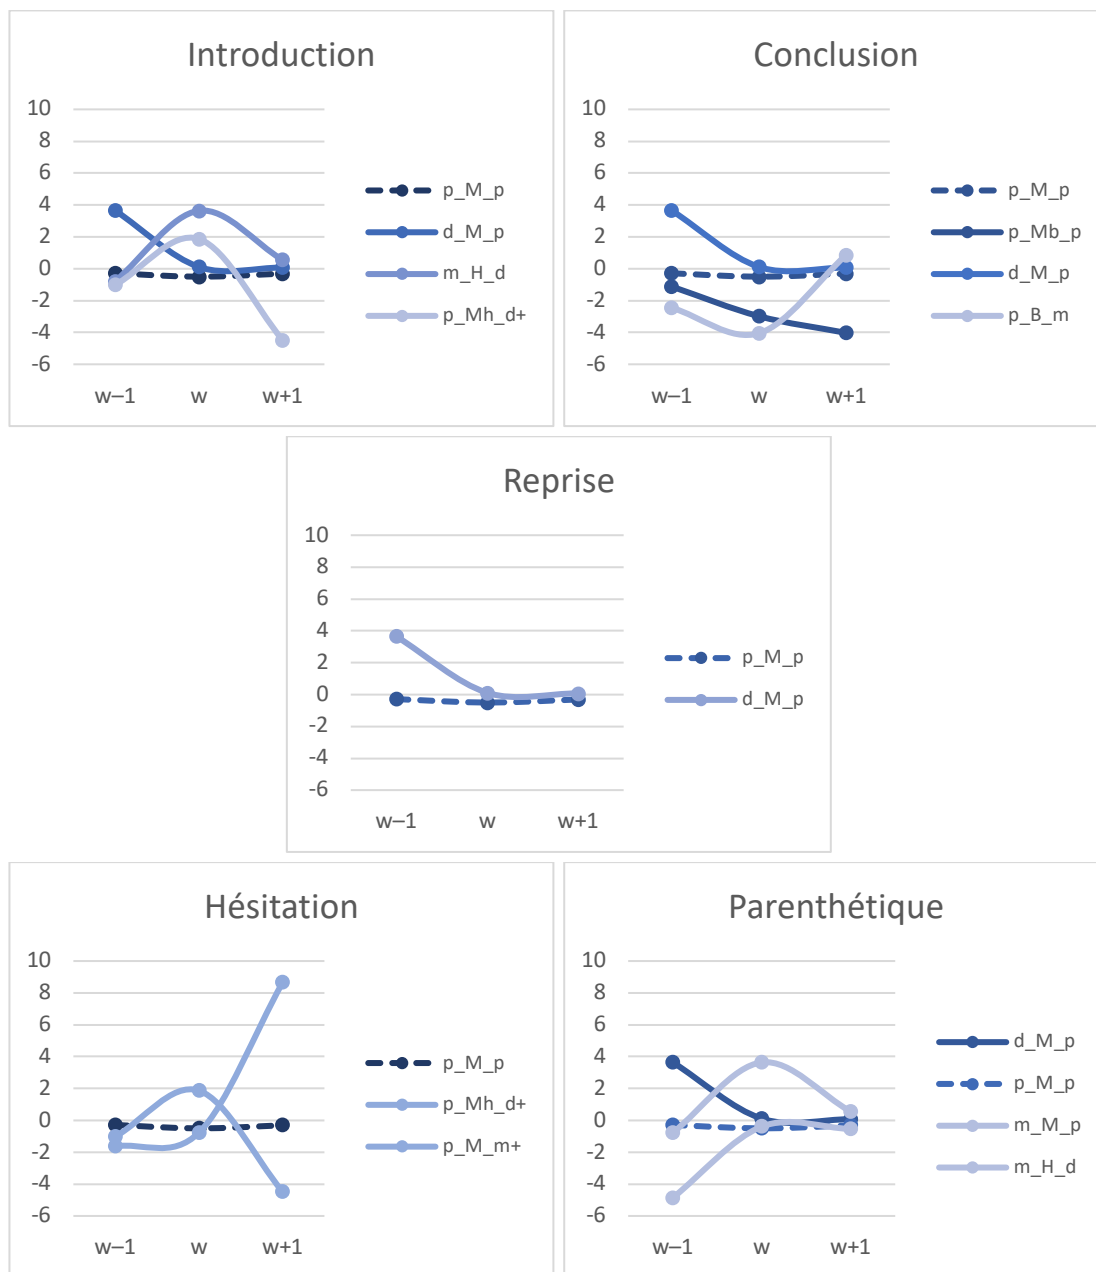 Introduction
10
8
6
4
2
0
-2
-4
-6
w–1 w w+1
p_M_p
d_M_p
m_H_d
p_Mh_d+
Conclusion
10
8
6
4
2
0
-2
-4
-6
w–1 w w+1
p_M_p
p_Mb_p
d_M_p
p_B_m
Reprise
10
8
6
4
2
0
-2
-4
-6
w–1 w w+1
p_M_p
d_M_p
Hésitation
10
8
6
4
2
0
-2
-4
-6
w–1 w w+1
p_M_p
p_Mh_d+
p_M_m+
Parenthétique
10
8
6
4
2
0
-2
-4
-6
w–1 w w+1
d_M_p
p_M_p
m_M_p
m_H_d